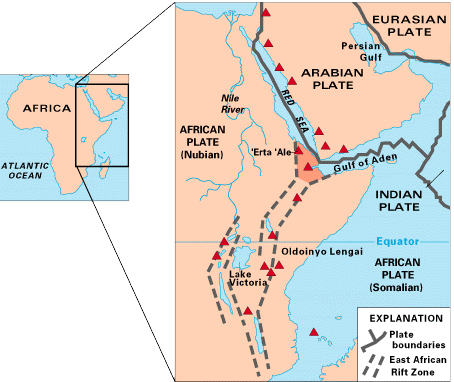 AFRICA
ATLANTIC
OCEAN
EURASIAN
PLATE
Persian
Gulf
ARABIAN
PLATE
Nile
River
RED SEA
AFRICAN
PLATE
(Nubian)
'Erta 'Ale
Gulf of Aden
INDIAN
PLATE
Equator
Oldoinyo Lengai
AFRICAN
PLATE
(Somalian)
Lake
Victoria
EXPLANATION
Plate
boundaries
East African
Rift Zone